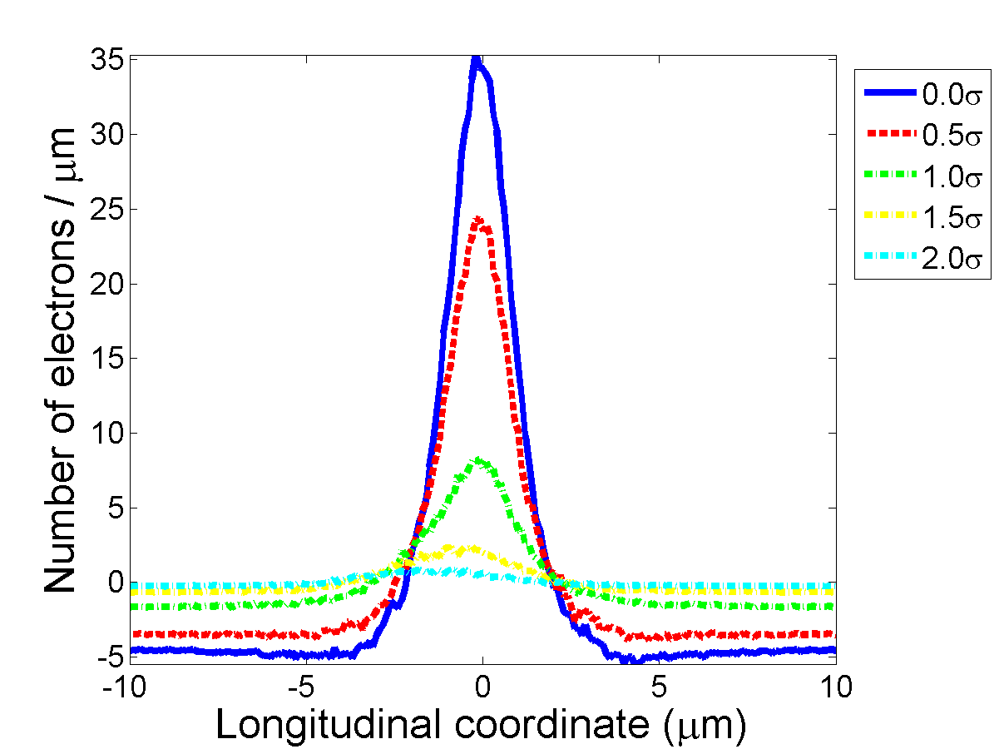 35
30
25
20
15
10
5
0
-5
Number of electrons / μm
-10
-5
0
5
10
Longitudinal coordinate (μm)
0.0σ
0.5σ
1.0σ
1.5σ
2.0σ